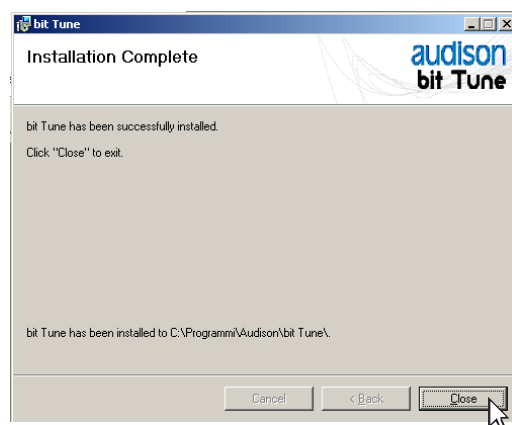 bit Tune
Installation Complete
audison
bit Tune
bit Tune has been successfully installed.
Click "Close" to exit.
bit Tune has been installed to C:\Programmi\Audison\bit Tune\.
Cancel
< Back
Close